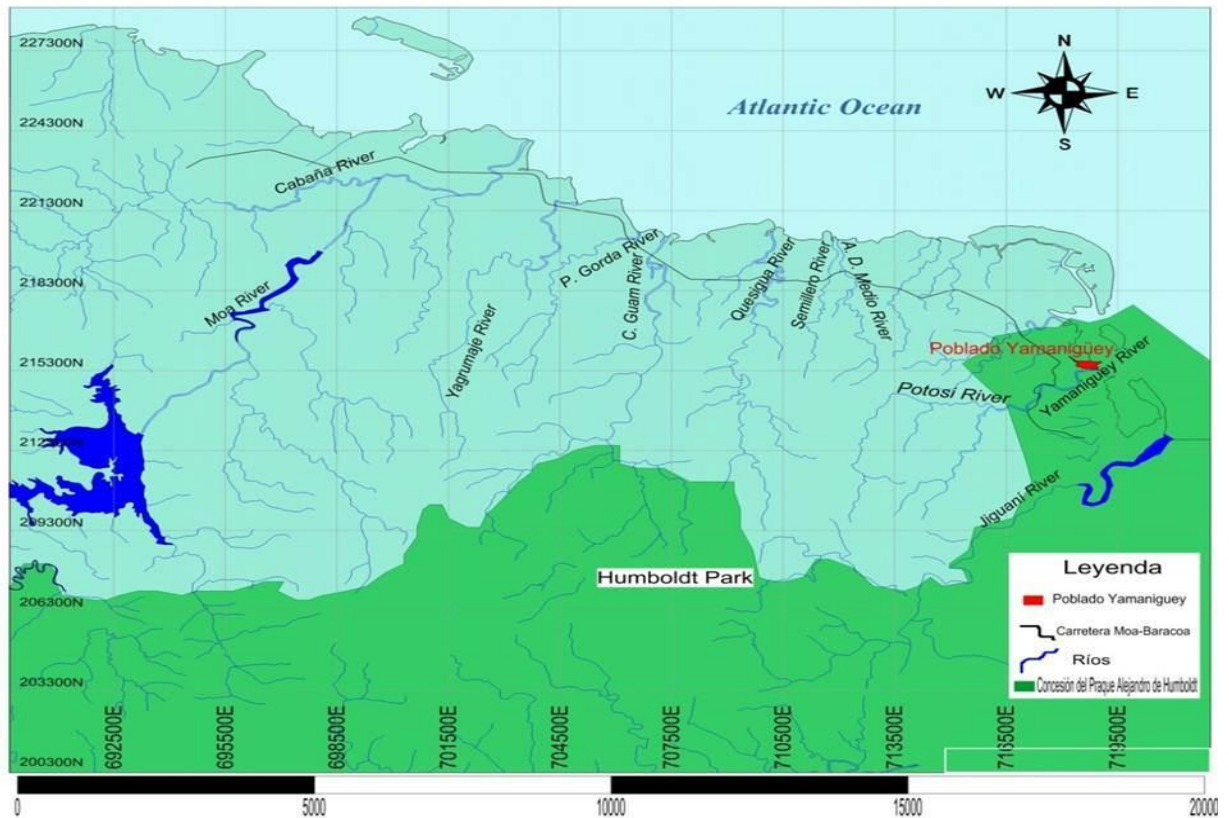 227300N
N
W
E
S
Atlantic Ocean
224300N
Cabaña River
221300N
P. Gorda River
C. Guam River
Quesigua River
Semillero River
A. D. Medio River
218300N
Moa River
Yagrumaje River
Poblado Yamanigüey
215300N
Yamaniguey River
Potosí River
212300N
Jiguaní River
209300N
Humboldt Park
Leyenda
Poblado Yamaniguey
Carretera Moa-Baracoa
Ríos
Concesión del Praque Alejandro de Humboldt
206300N
203300N
200300N
692500E
695500E
698500E
701500E
704500E
707500E
710500E
713500E
716500E
719500E
0
5000
10000
15000
20000